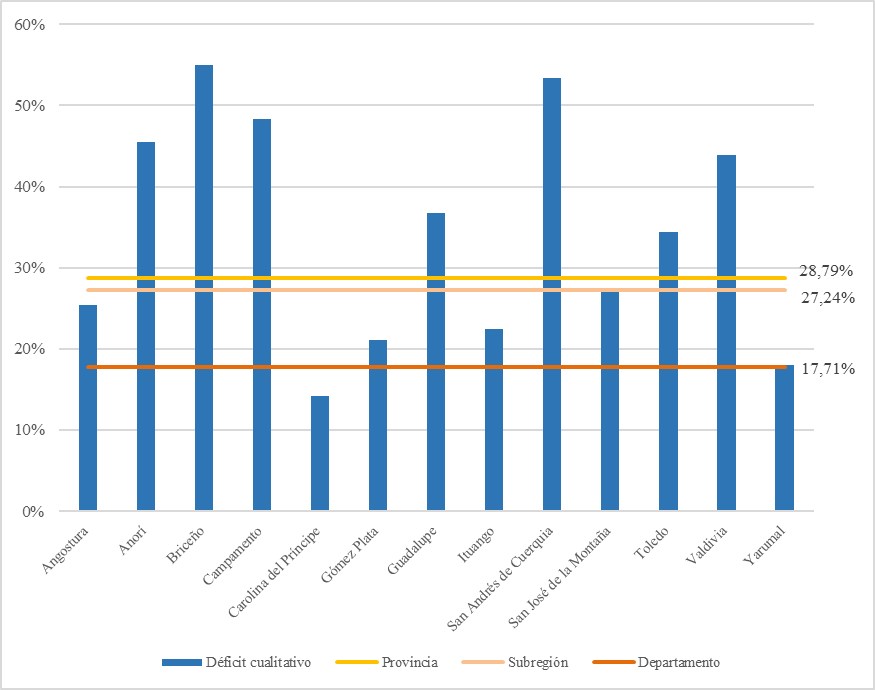 60%
50%
40%
30%
20%
10%
0%
28,79%
27,24%
17,71%
Angostura
Anorí
Briceño
Campamento
Carolina del Príncipe
Gómez Plata
Guadalupe
Ituango
San Andrés de Cuerquia
San José de la Montaña
Toledo
Valdivia
Yarumal
Déficit cualitativo
Provincia
Subregión
Departamento